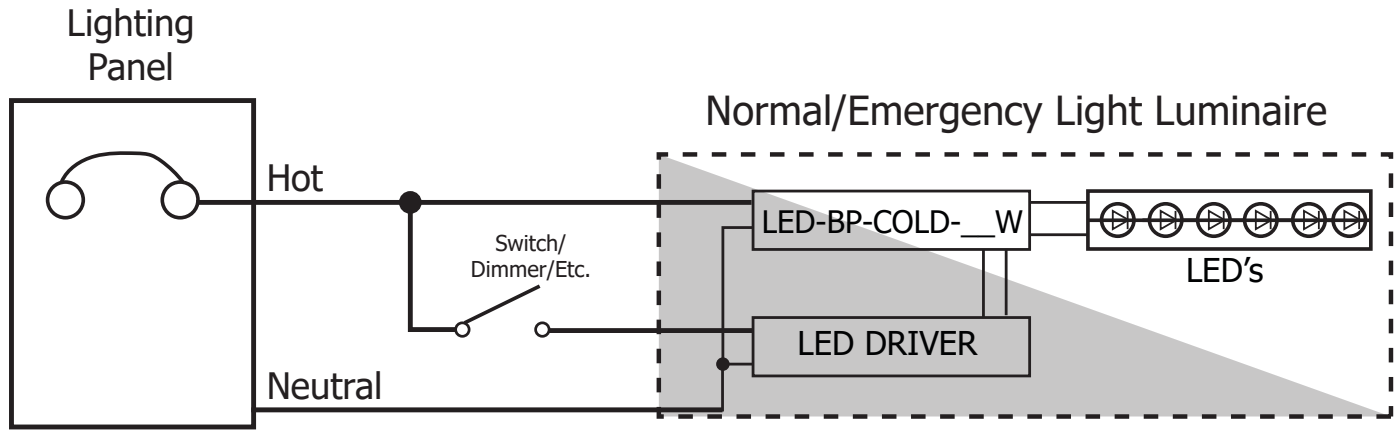 Lighting
Panel
Normal/Emergency Light Luminaire
Hot
LED-BP-COLD-__W
Switch/
Dimmer/Etc.
LED's
LED DRIVER
Neutral